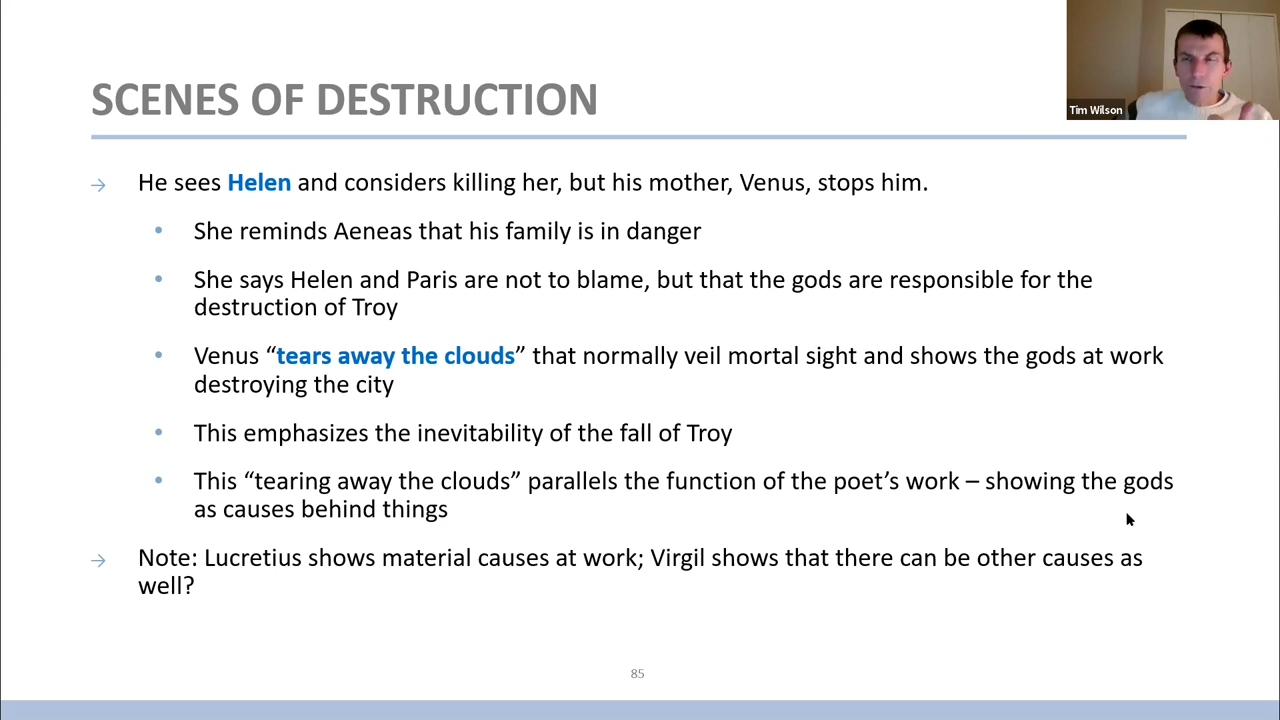 SCENES OF DESTRUCTION
Tim Wilson
→ He sees Helen and considers killing her, but his mother, Venus, stops him.
• She reminds Aeneas that his family is in danger
• She says Helen and Paris are not to blame, but that the gods are responsible for the
destruction of Troy
• Venus “tears away the clouds” that normally veil mortal sight and shows the gods at work
destroying the city
• This emphasizes the inevitability of the fall of Troy
• This “tearing away the clouds” parallels the function of the poet’s work – showing the gods
as causes behind things
→ Note: Lucretius shows material causes at work; Virgil shows that there can be other causes as
well?
85